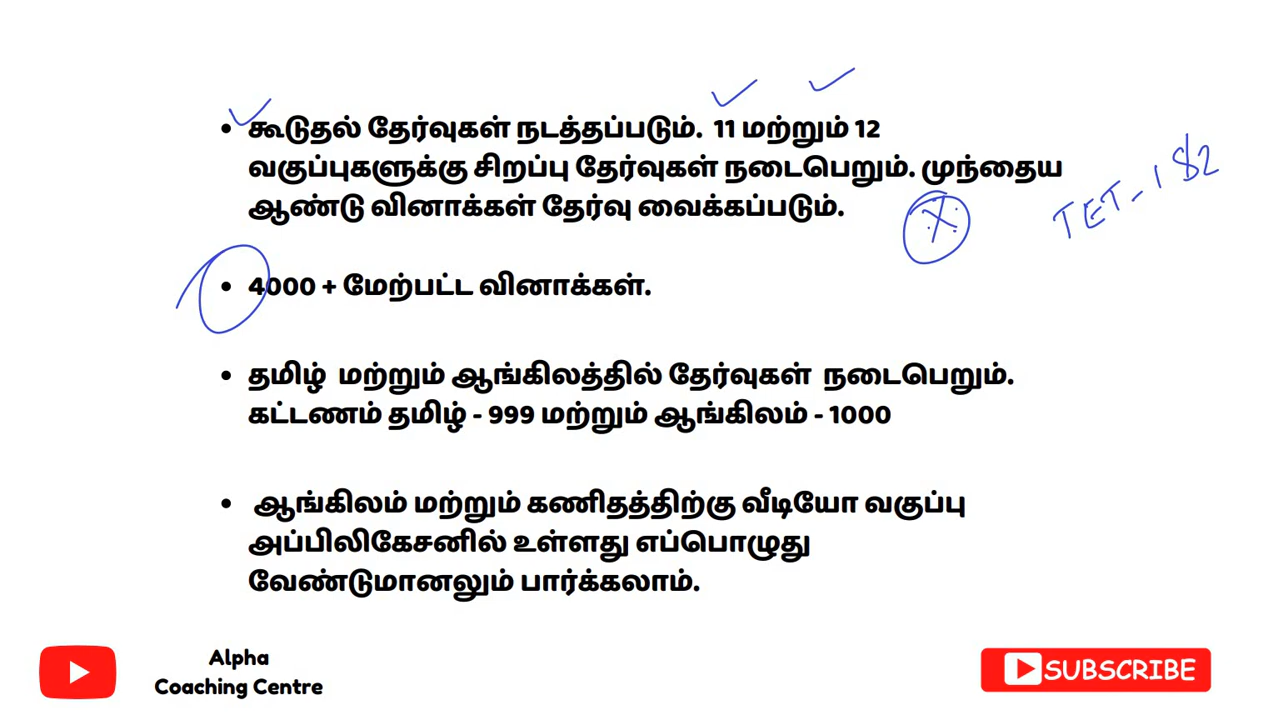 • கூடுதல் தேர்வுகள் நடத்தப்படும். 11 மற்றும் 12
வகுப்புகளுக்கு சிறப்பு தேர்வுகள் நடைபெறும். முந்தைய
ஆண்டு வினாக்கள் தேர்வு வைக்கப்படும்.
TET - 1 & 2
• 4000 + மேற்பட்ட வினாக்கள்.
• தமிழ் மற்றும் ஆங்கிலத்தில் தேர்வுகள் நடைபெறும்.
கட்டணம் தமிழ் - 999 மற்றும் ஆங்கிலம் - 1000
• ஆங்கிலம் மற்றும் கணிதத்திற்கு வீடியோ வகுப்பு
அப்பிலிகேசனில் உள்ளது எப்பொழுது
வேண்டுமானலும் பார்க்கலாம்.
Alpha
Coaching Centre
SUBSCRIBE